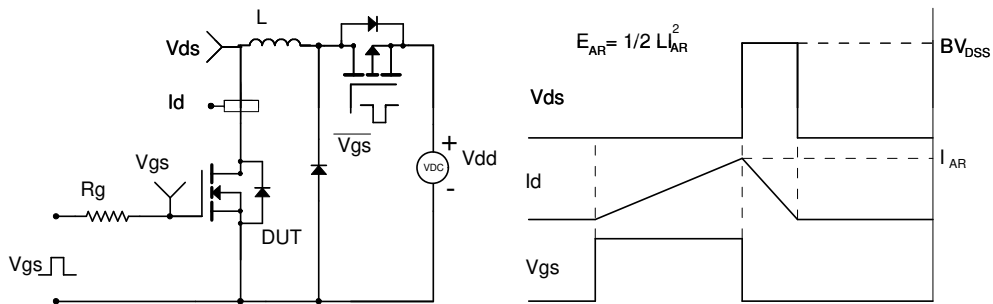 L
Vds
Id
Vgs
Vgs
+
VDC
Vdd
-
Rg
DUT
Vgs
E_AR = 1/2 LI_AR^2
BV_DSS
Vds
I_AR
Id
Vgs